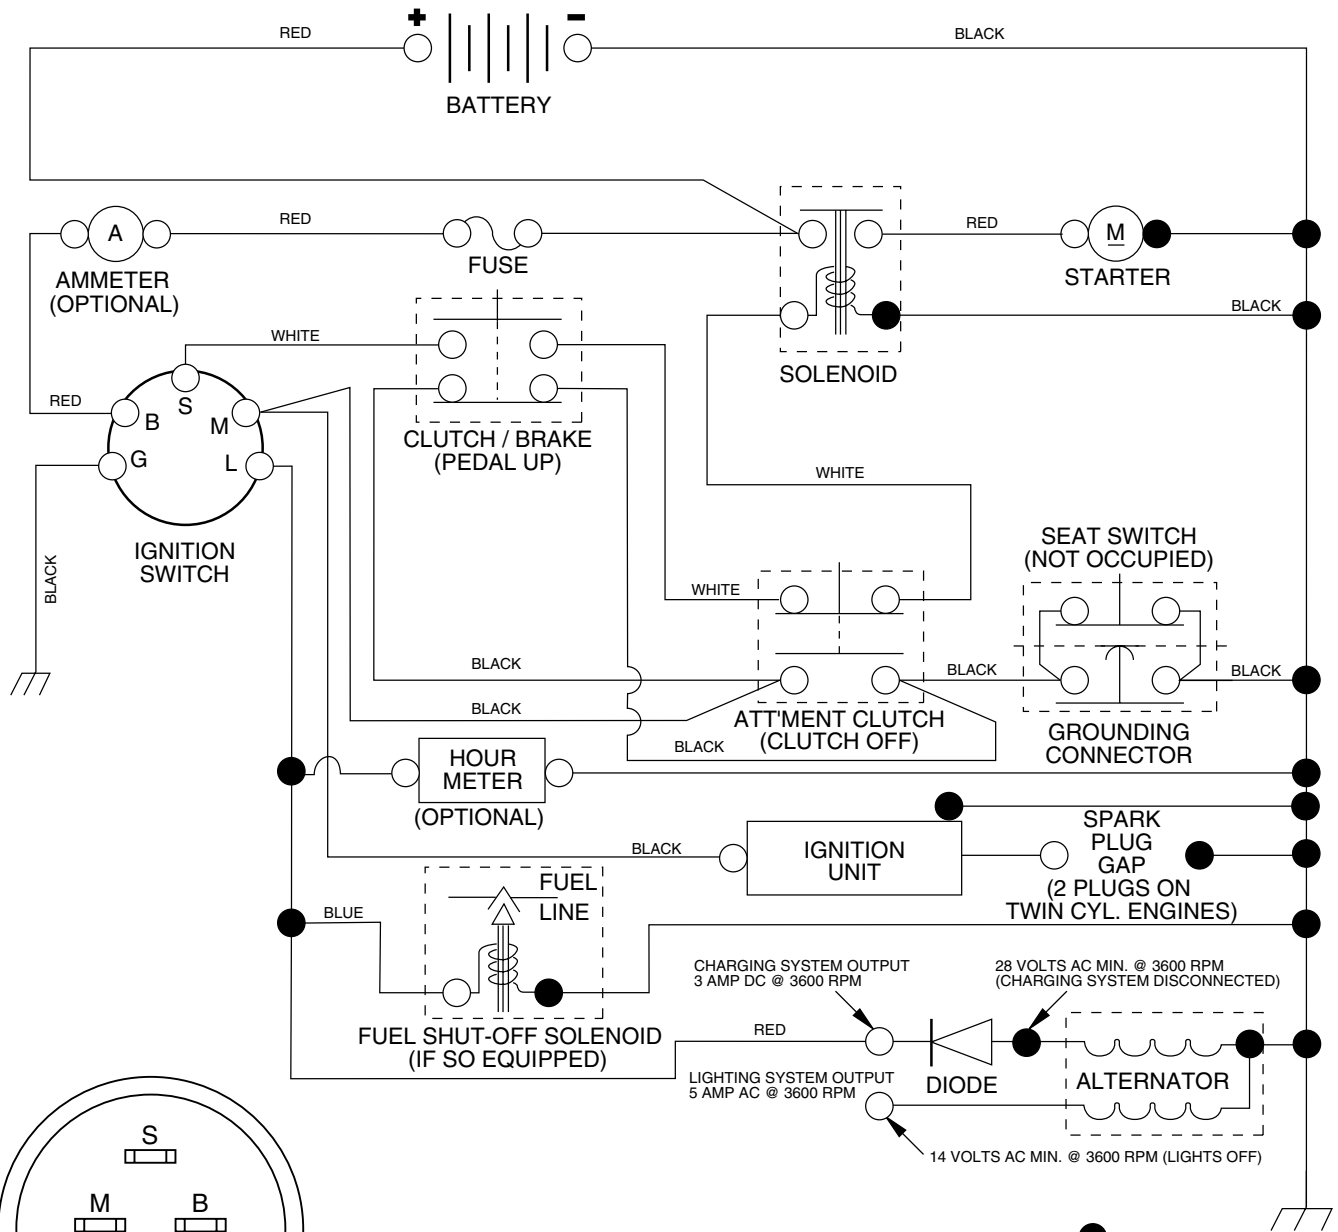 +
−
RED
BLACK
BATTERY
RED
RED
A
M
FUSE
STARTER
AMMETER
(OPTIONAL)
BLACK
WHITE
SOLENOID
RED
S
B
M
G
L
CLUTCH / BRAKE
(PEDAL UP)
WHITE
IGNITION
SWITCH
BLACK
SEAT SWITCH
(NOT OCCUPIED)
WHITE
BLACK
BLACK
BLACK
BLACK
ATT'MENT CLUTCH
(CLUTCH OFF)
BLACK
GROUNDING
CONNECTOR
HOUR
METER
(OPTIONAL)
SPARK
PLUG
GAP
(2 PLUGS ON
TWIN CYL. ENGINES)
BLACK
IGNITION
UNIT
FUEL
LINE
BLUE
CHARGING SYSTEM OUTPUT
3 AMP DC @ 3600 RPM
28 VOLTS AC MIN. @ 3600 RPM
(CHARGING SYSTEM DISCONNECTED)
FUEL SHUT-OFF SOLENOID
(IF SO EQUIPPED)
RED
LIGHTING SYSTEM OUTPUT
5 AMP AC @ 3600 RPM
DIODE
ALTERNATOR
14 VOLTS AC MIN. @ 3600 RPM (LIGHTS OFF)
S
M
B